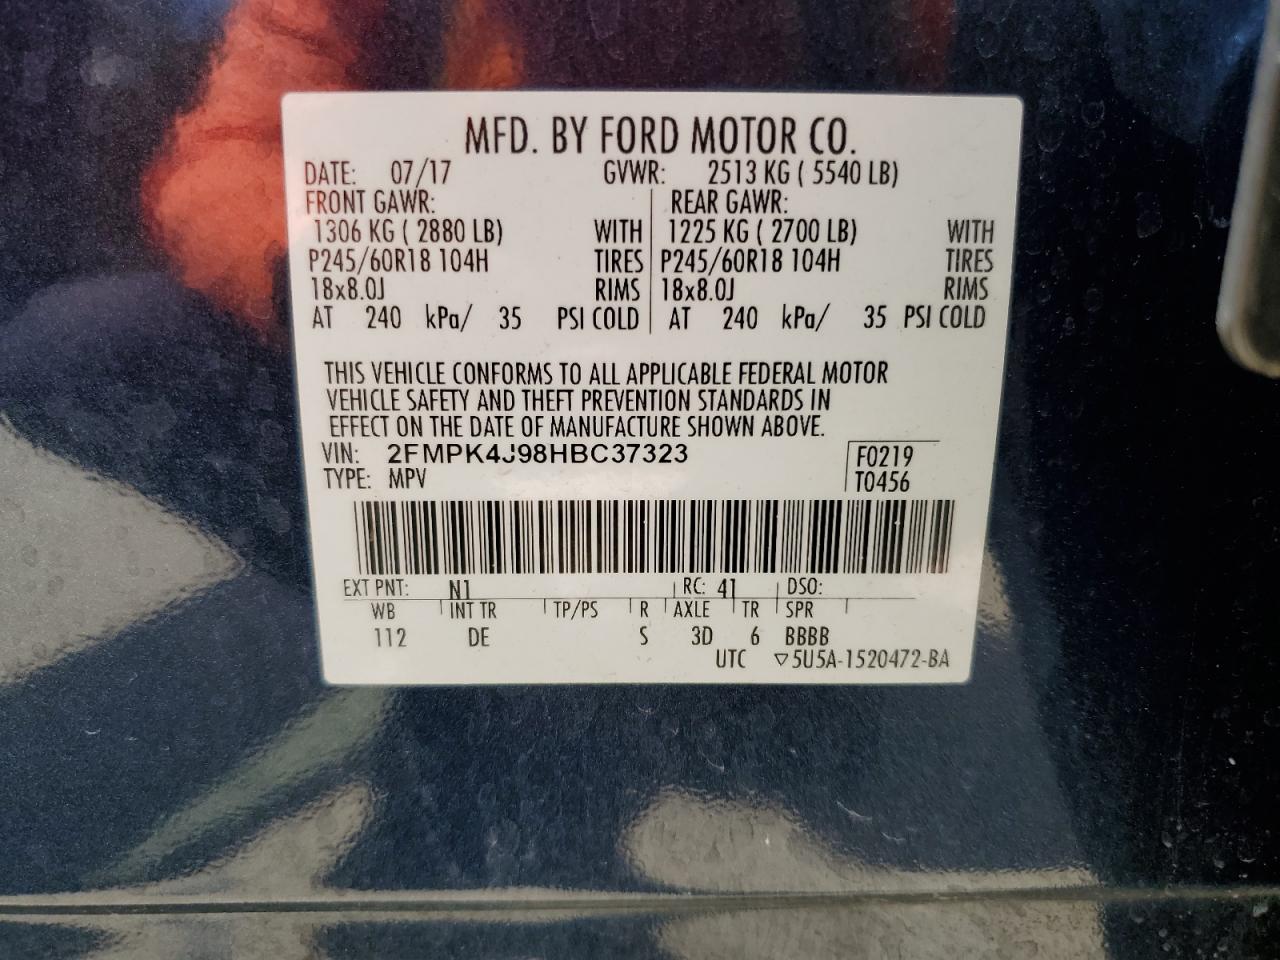 MFD. BY FORD MOTOR CO.
DATE: 07/17 GVWR: 2513 KG ( 5540 LB)
FRONT GAWR: REAR GAWR:
1306 KG ( 2880 LB) WITH 1225 KG ( 2700 LB) WITH
P245/60R18 104H TIRES P245/60R18 104H TIRES
18x8.0J RIMS 18x8.0J RIMS
AT 240 kPa/ 35 PSI COLD AT 240 kPa/ 35 PSI COLD
THIS VEHICLE CONFORMS TO ALL APPLICABLE FEDERAL MOTOR
VEHICLE SAFETY AND THEFT PREVENTION STANDARDS IN
EFFECT ON THE DATE OF MANUFACTURE SHOWN ABOVE.
VIN: 2FMPK4J98HBC37323 F0219
TYPE: MPV T0456
EXT PNT: N1 RC: 41 DSO:
WB INT TR TP/PS R AXLE TR SPR
112 DE S 3D 6 BBBB
UTC ▽5U5A-1520472-BA